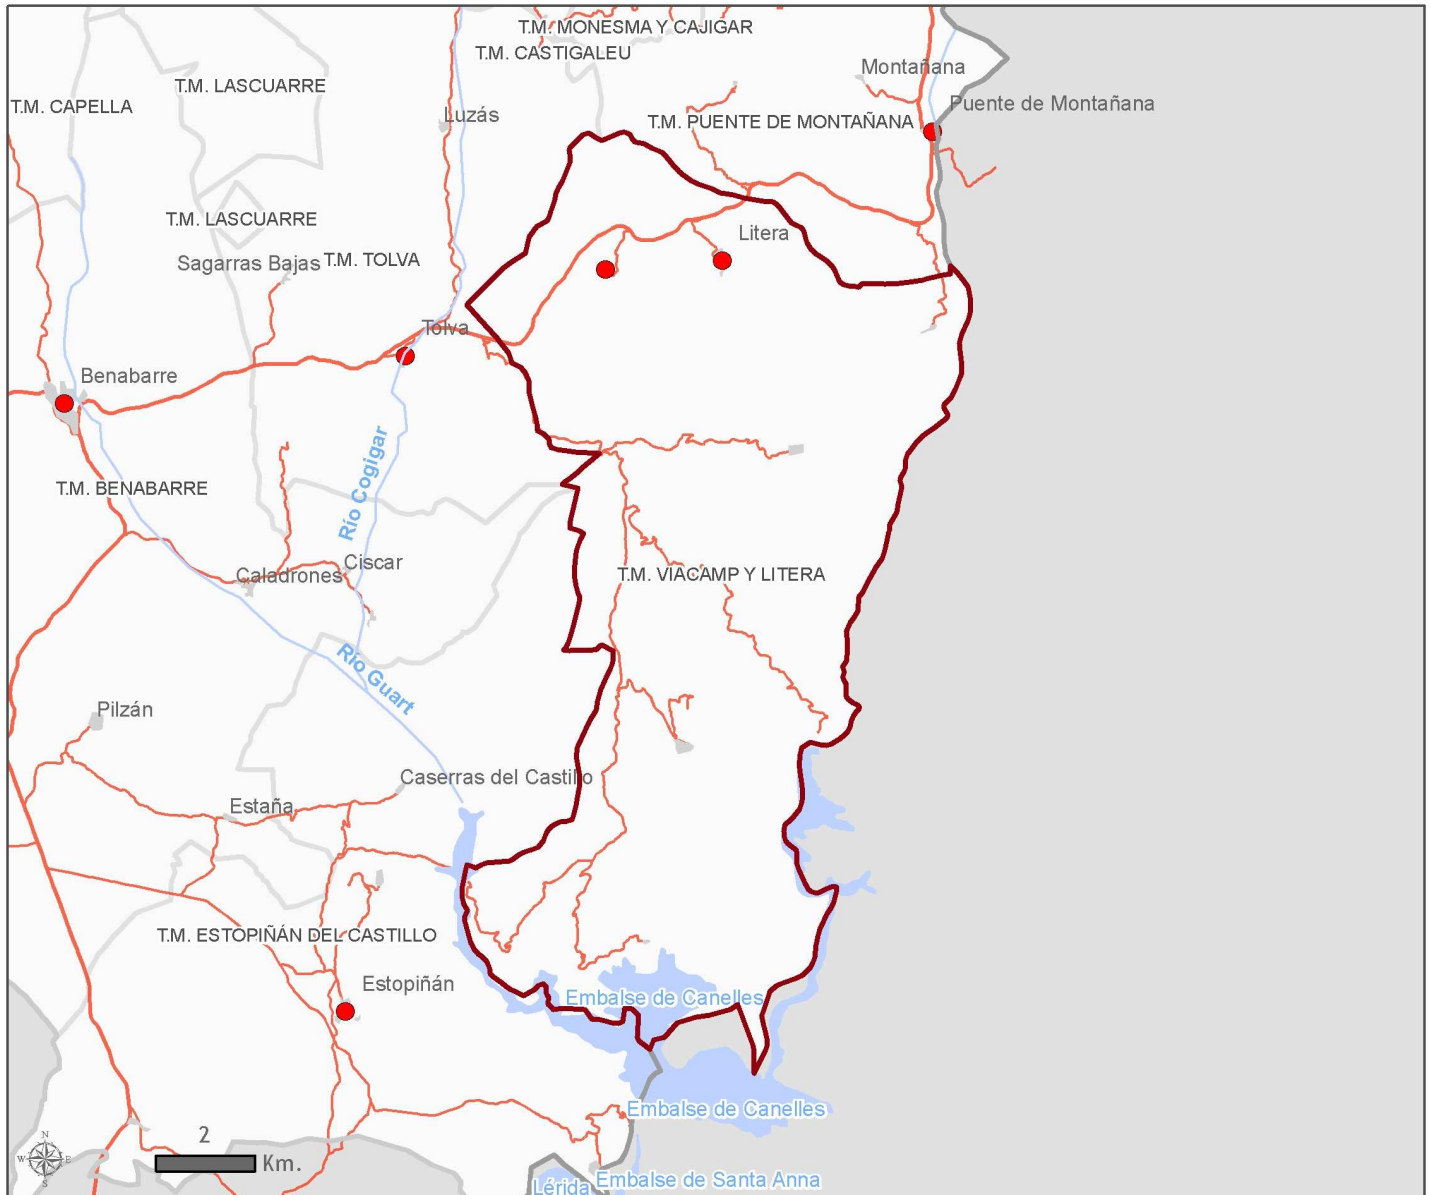 T.M. MONESMA Y CAJIGAR
T.M. CASTIGALEU
Montañana
T.M. LASCUARRE
T.M. CAPELLA
Puente de Montañana
Luzás
T.M. PUENTE DE MONTAÑANA
T.M. LASCUARRE
Litera
Sagarras Bajas
T.M. TOLVA
Tolva
Benabarre
Río Cogigar
T.M. BENABARRE
Ciscar
Caladrones
T.M. VIACAMP Y LITERA
Río Guart
Pilzán
Caserras del Castillo
Estaña
T.M. ESTOPIÑÁN DEL CASTILLO
Estopiñán
Embalse de Canelles
Embalse de Canelles
2
Km.
N
W
E
S
Embalse de Santa Anna
Lérida